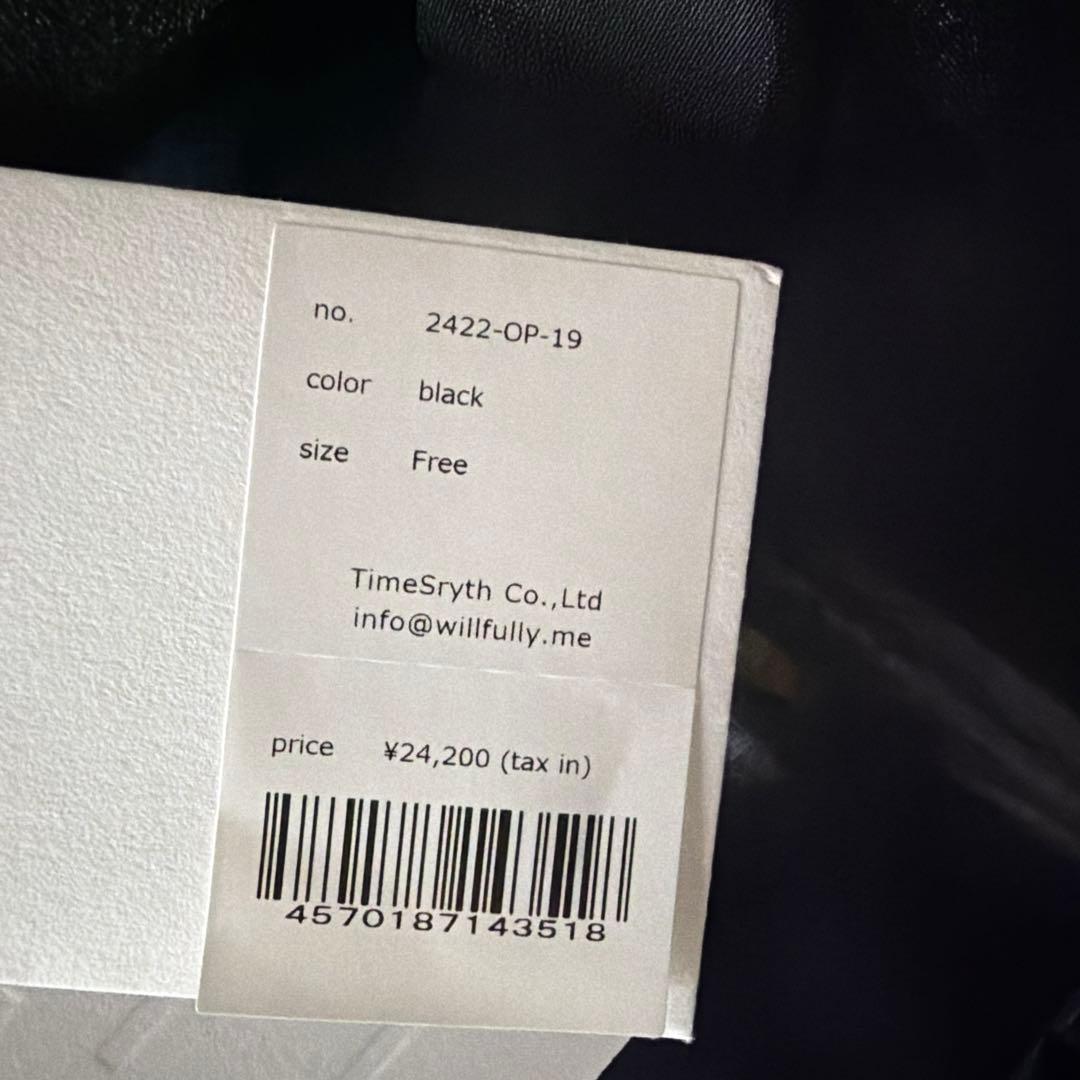 no. 2422-OP-19
color black
size Free
TimeSryth Co.,Ltd
info@willfully.me
price ¥24,200 (tax in)
4570187143518